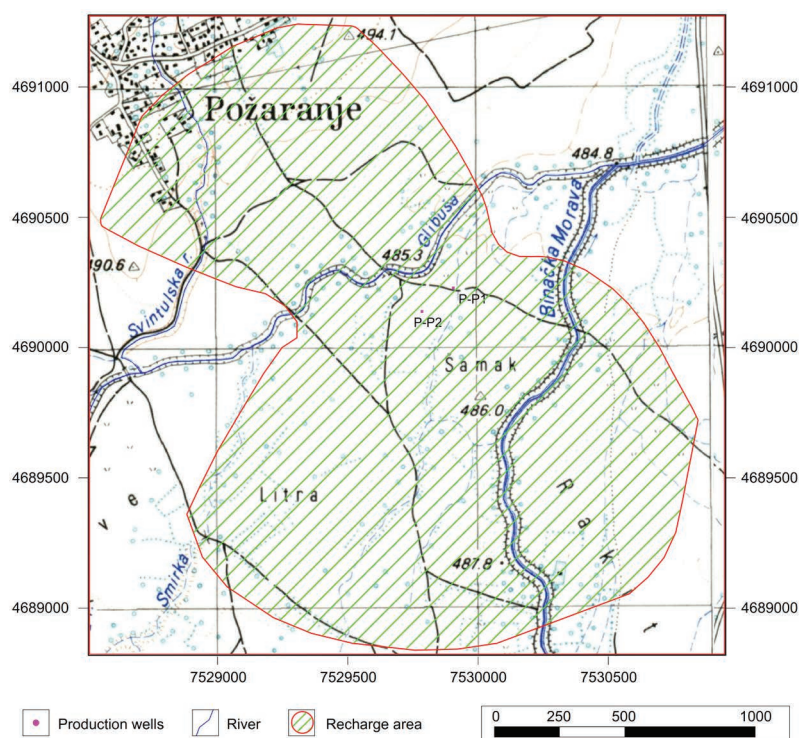 494.1
4691000
4691000
Požaranje
484.8
4690500
4690500
Glibuša
Binačka Morava
485.3
490.6
Svintulska r.
P-P1
P-P2
4690000
4690000
Samak
486.0
4689500
4689500
Litra
Rak
v e
487.8
Smirka
4689000
4689000
7529000
7529500
7530000
7530500
Production wells
River
Recharge area
0
250
500
1000